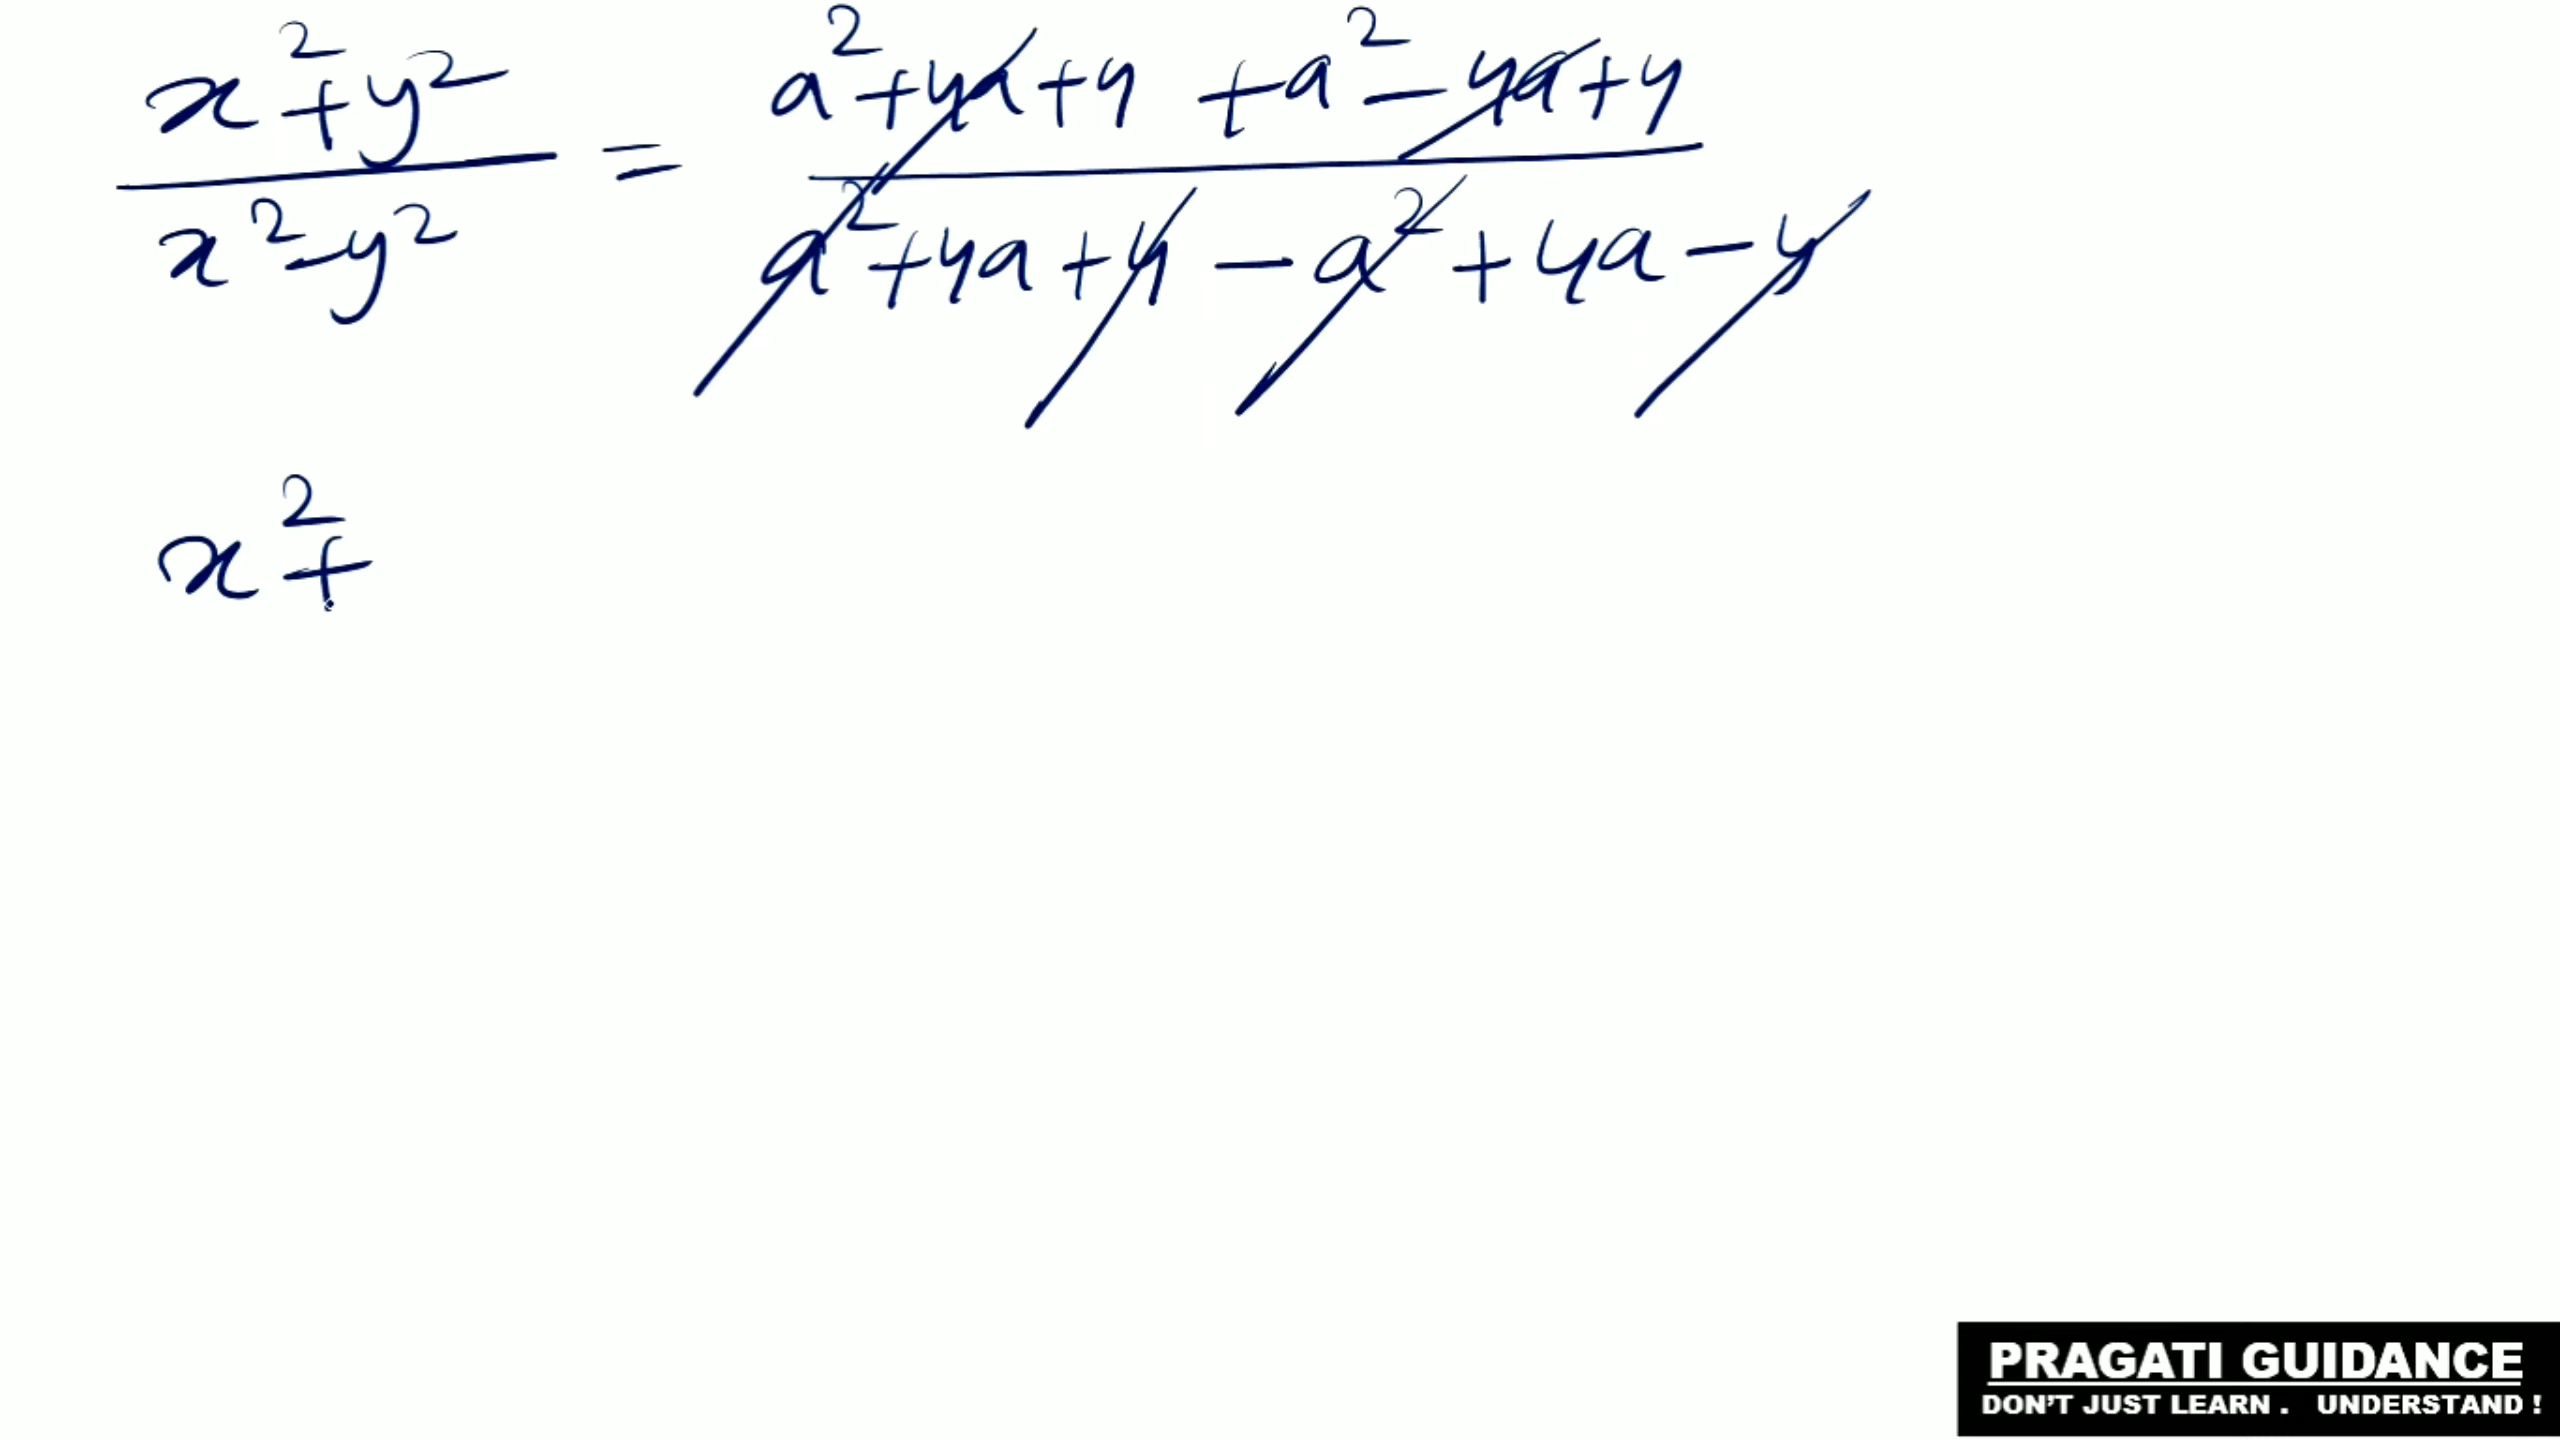 x²+y² / x²-y² = a²+4a+4 +a²-4a+4 / a²+4a+4 - a²+4a-4
x²+
PRAGATI GUIDANCE
DON'T JUST LEARN . UNDERSTAND !